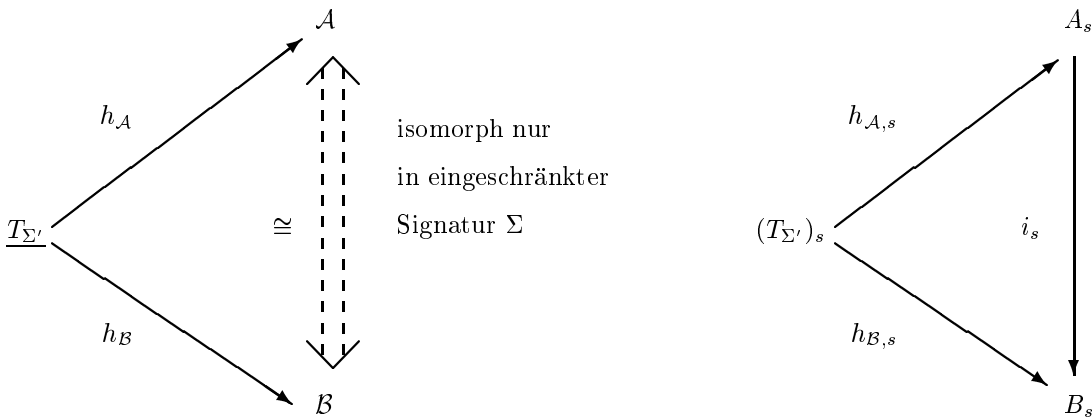 𝒜
h_𝒜
isomorph nur
in eingeschränkter
Signatur Σ
T_Σ′
≅
h_ℬ
ℬ
A_s
h_𝒜,s
(T_Σ′)_s
i_s
h_ℬ,s
B_s